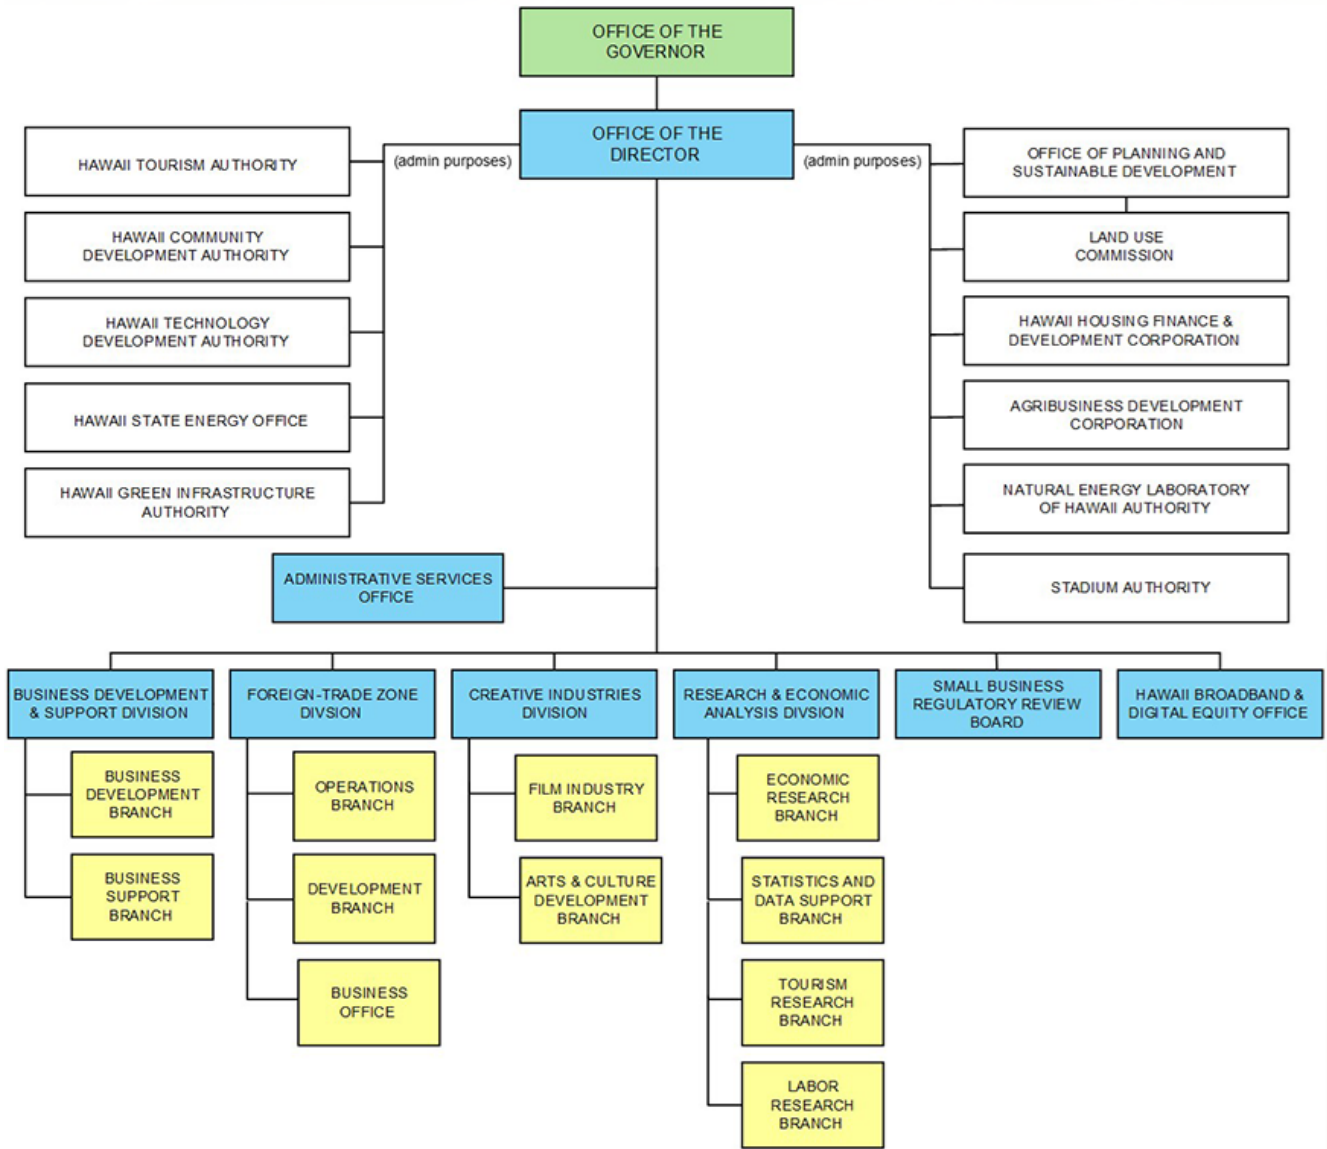 OFFICE OF THE
GOVERNOR
OFFICE OF THE
DIRECTOR
(admin purposes)
(admin purposes)
HAWAII TOURISM AUTHORITY
HAWAII COMMUNITY
DEVELOPMENT AUTHORITY
HAWAII TECHNOLOGY
DEVELOPMENT AUTHORITY
HAWAII STATE ENERGY OFFICE
HAWAII GREEN INFRASTRUCTURE
AUTHORITY
OFFICE OF PLANNING AND
SUSTAINABLE DEVELOPMENT
LAND USE
COMMISSION
HAWAII HOUSING FINANCE &
DEVELOPMENT CORPORATION
AGRIBUSINESS DEVELOPMENT
CORPORATION
NATURAL ENERGY LABORATORY
OF HAWAII AUTHORITY
STADIUM AUTHORITY
ADMINISTRATIVE SERVICES
OFFICE
BUSINESS DEVELOPMENT
& SUPPORT DIVISION
BUSINESS
DEVELOPMENT
BRANCH
BUSINESS
SUPPORT
BRANCH
FOREIGN-TRADE ZONE
DIVSION
OPERATIONS
BRANCH
DEVELOPMENT
BRANCH
BUSINESS
OFFICE
CREATIVE INDUSTRIES
DIVISION
FILM INDUSTRY
BRANCH
ARTS & CULTURE
DEVELOPMENT
BRANCH
RESEARCH & ECONOMIC
ANALYSIS DIVSION
ECONOMIC
RESEARCH
BRANCH
STATISTICS AND
DATA SUPPORT
BRANCH
TOURISM
RESEARCH
BRANCH
LABOR
RESEARCH
BRANCH
SMALL BUSINESS
REGULATORY REVIEW
BOARD
HAWAII BROADBAND &
DIGITAL EQUITY OFFICE